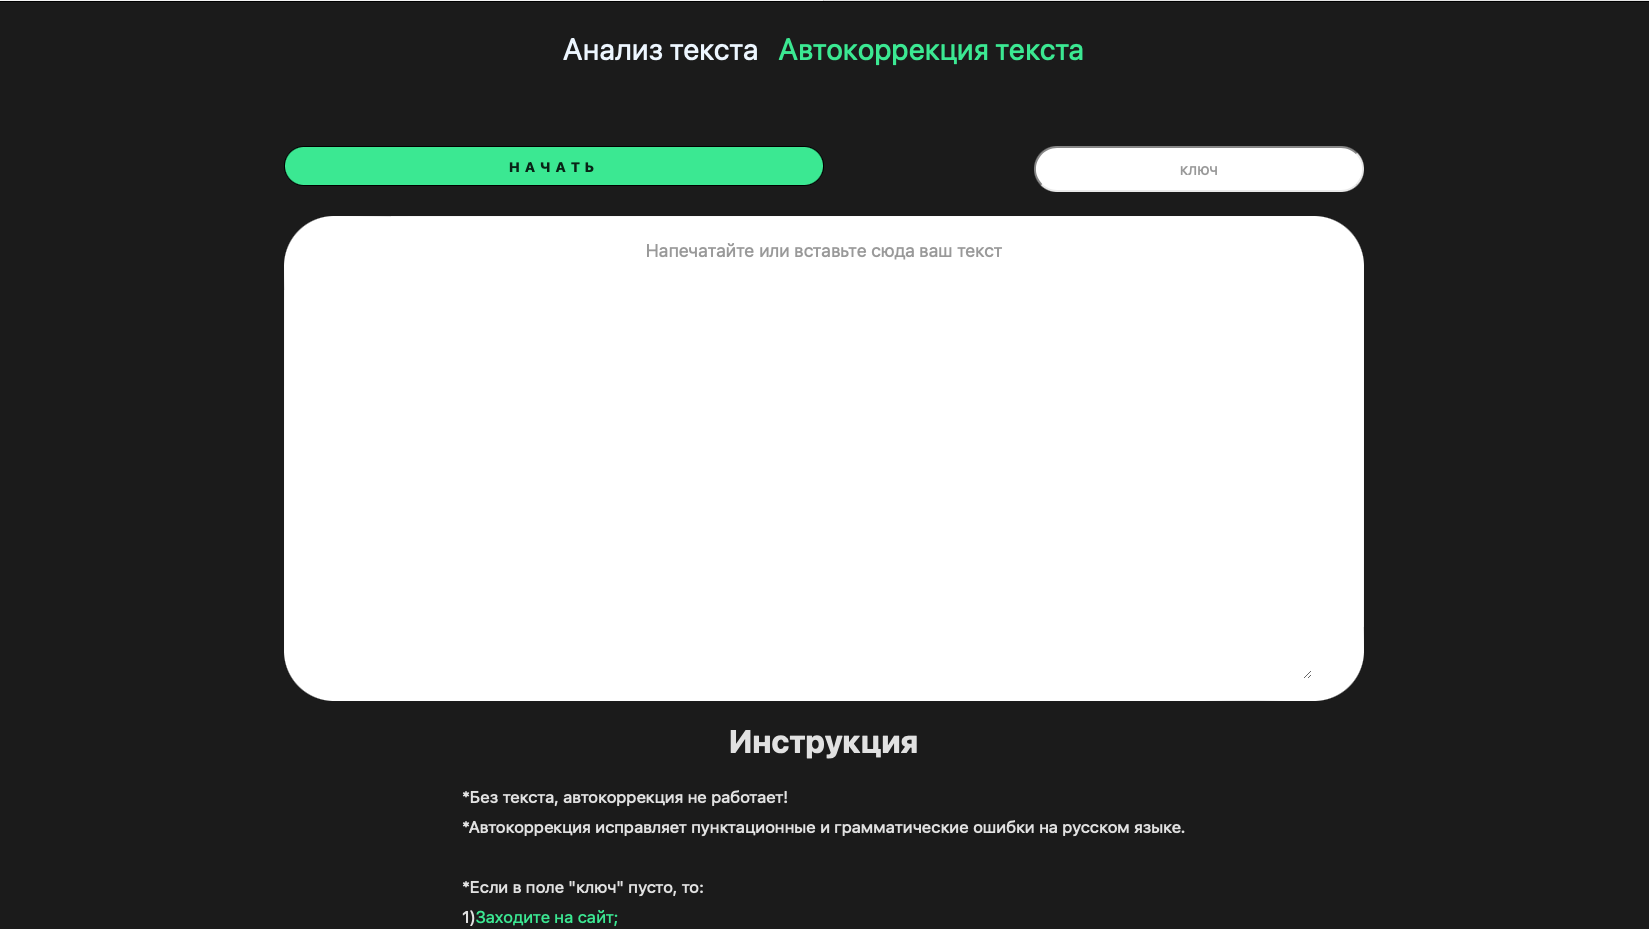 Анализ текста Автокоррекция текста
НАЧАТЬ
ключ
Напечатайте или вставьте сюда ваш текст
Инструкция
*Без текста, автокоррекция не работает!
*Автокоррекция исправляет пунктационные и грамматические ошибки на русском языке.
*Если в поле "ключ" пусто, то:
1)Заходите на сайт;